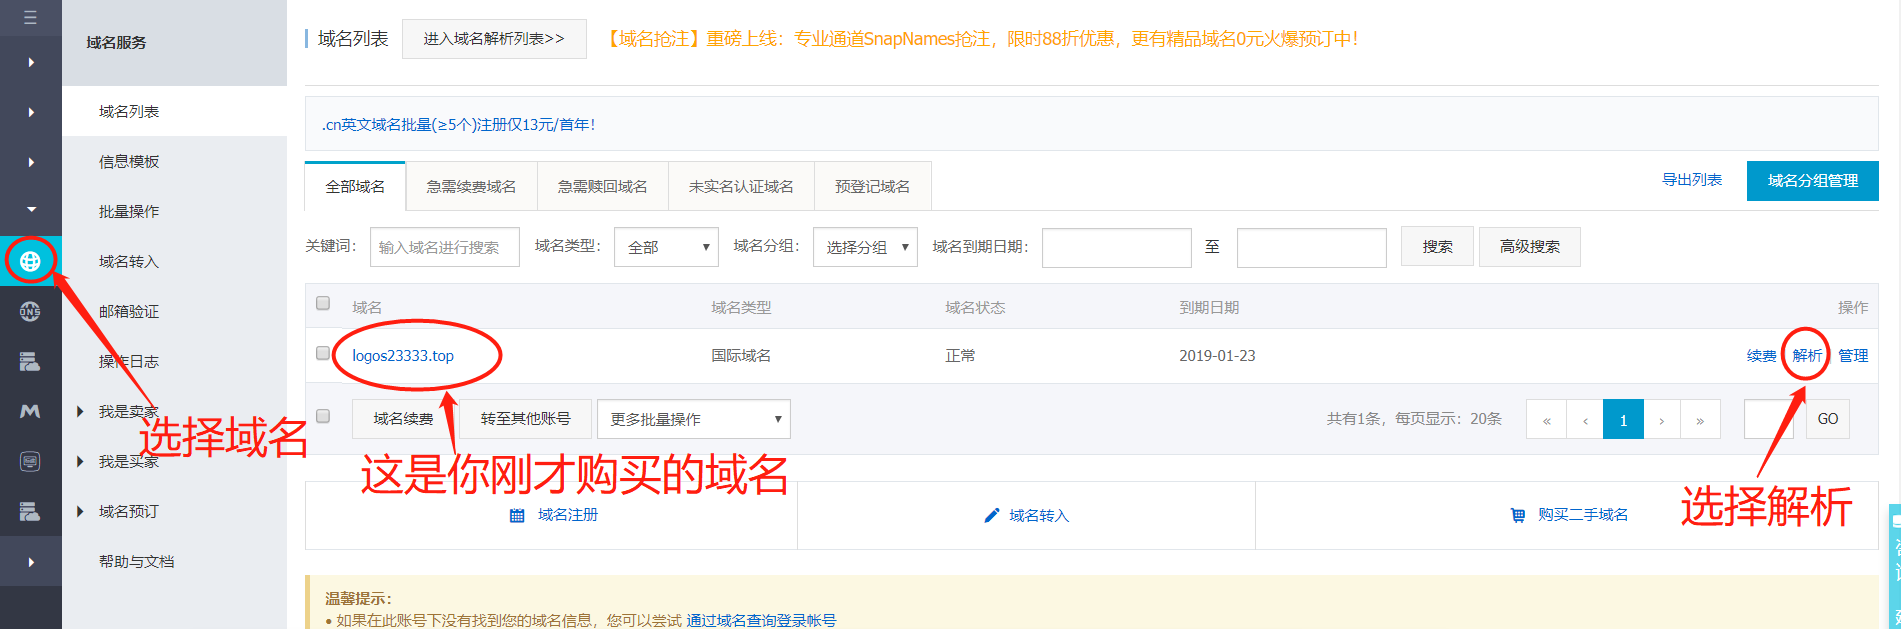 域名服务
域名列表
信息模板
批量操作
域名转入
邮箱验证
操作日志
我是卖家
我是买家
域名预订
帮助与文档
DNS
域名列表
进入域名解析列表>>
【域名抢注】重磅上线：专业通道SnapNames抢注，限时88折优惠，更有精品域名0元火爆预订中！
.cn英文域名批量(≥5个)注册仅13元/首年！
全部域名 急需续费域名 急需赎回域名 未实名认证域名 预登记域名
导出列表 域名分组管理
关键词： 输入域名进行搜索 域名类型： 全部 域名分组： 选择分组 域名到期日期： 至 搜索 高级搜索
域名 域名类型 域名状态 到期日期 操作
logos23333.top 国际域名 正常 2019-01-23 续费 解析 管理
域名续费 转至其他账号 更多批量操作 共有1条，每页显示：20条 « ‹ 1 › » GO
选择域名
这是你刚才购买的域名
选择解析
域名注册 域名转入 购买二手域名
温馨提示：
• 如果在此账号下没有找到您的域名信息，您可以尝试 通过域名查询登录帐号